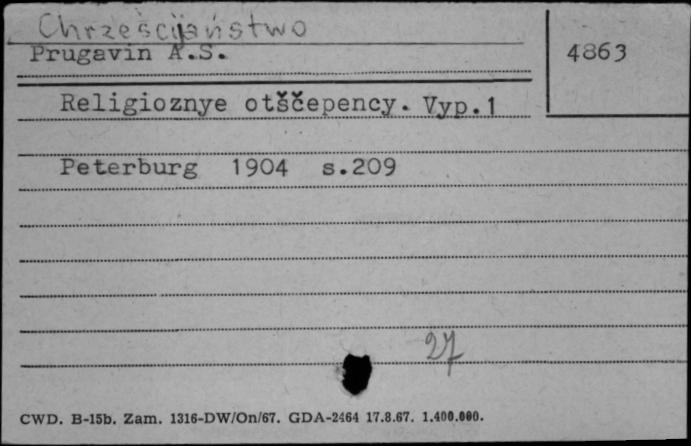 Chrześcijaństwo
Prugavin A.S.
4863
Religioznye otščepency. Vyp.1
Peterburg 1904 s.209
27
CWD. B-15b. Zam. 1316-DW/On/67. GDA-2464 17.8.67. 1.400.000.